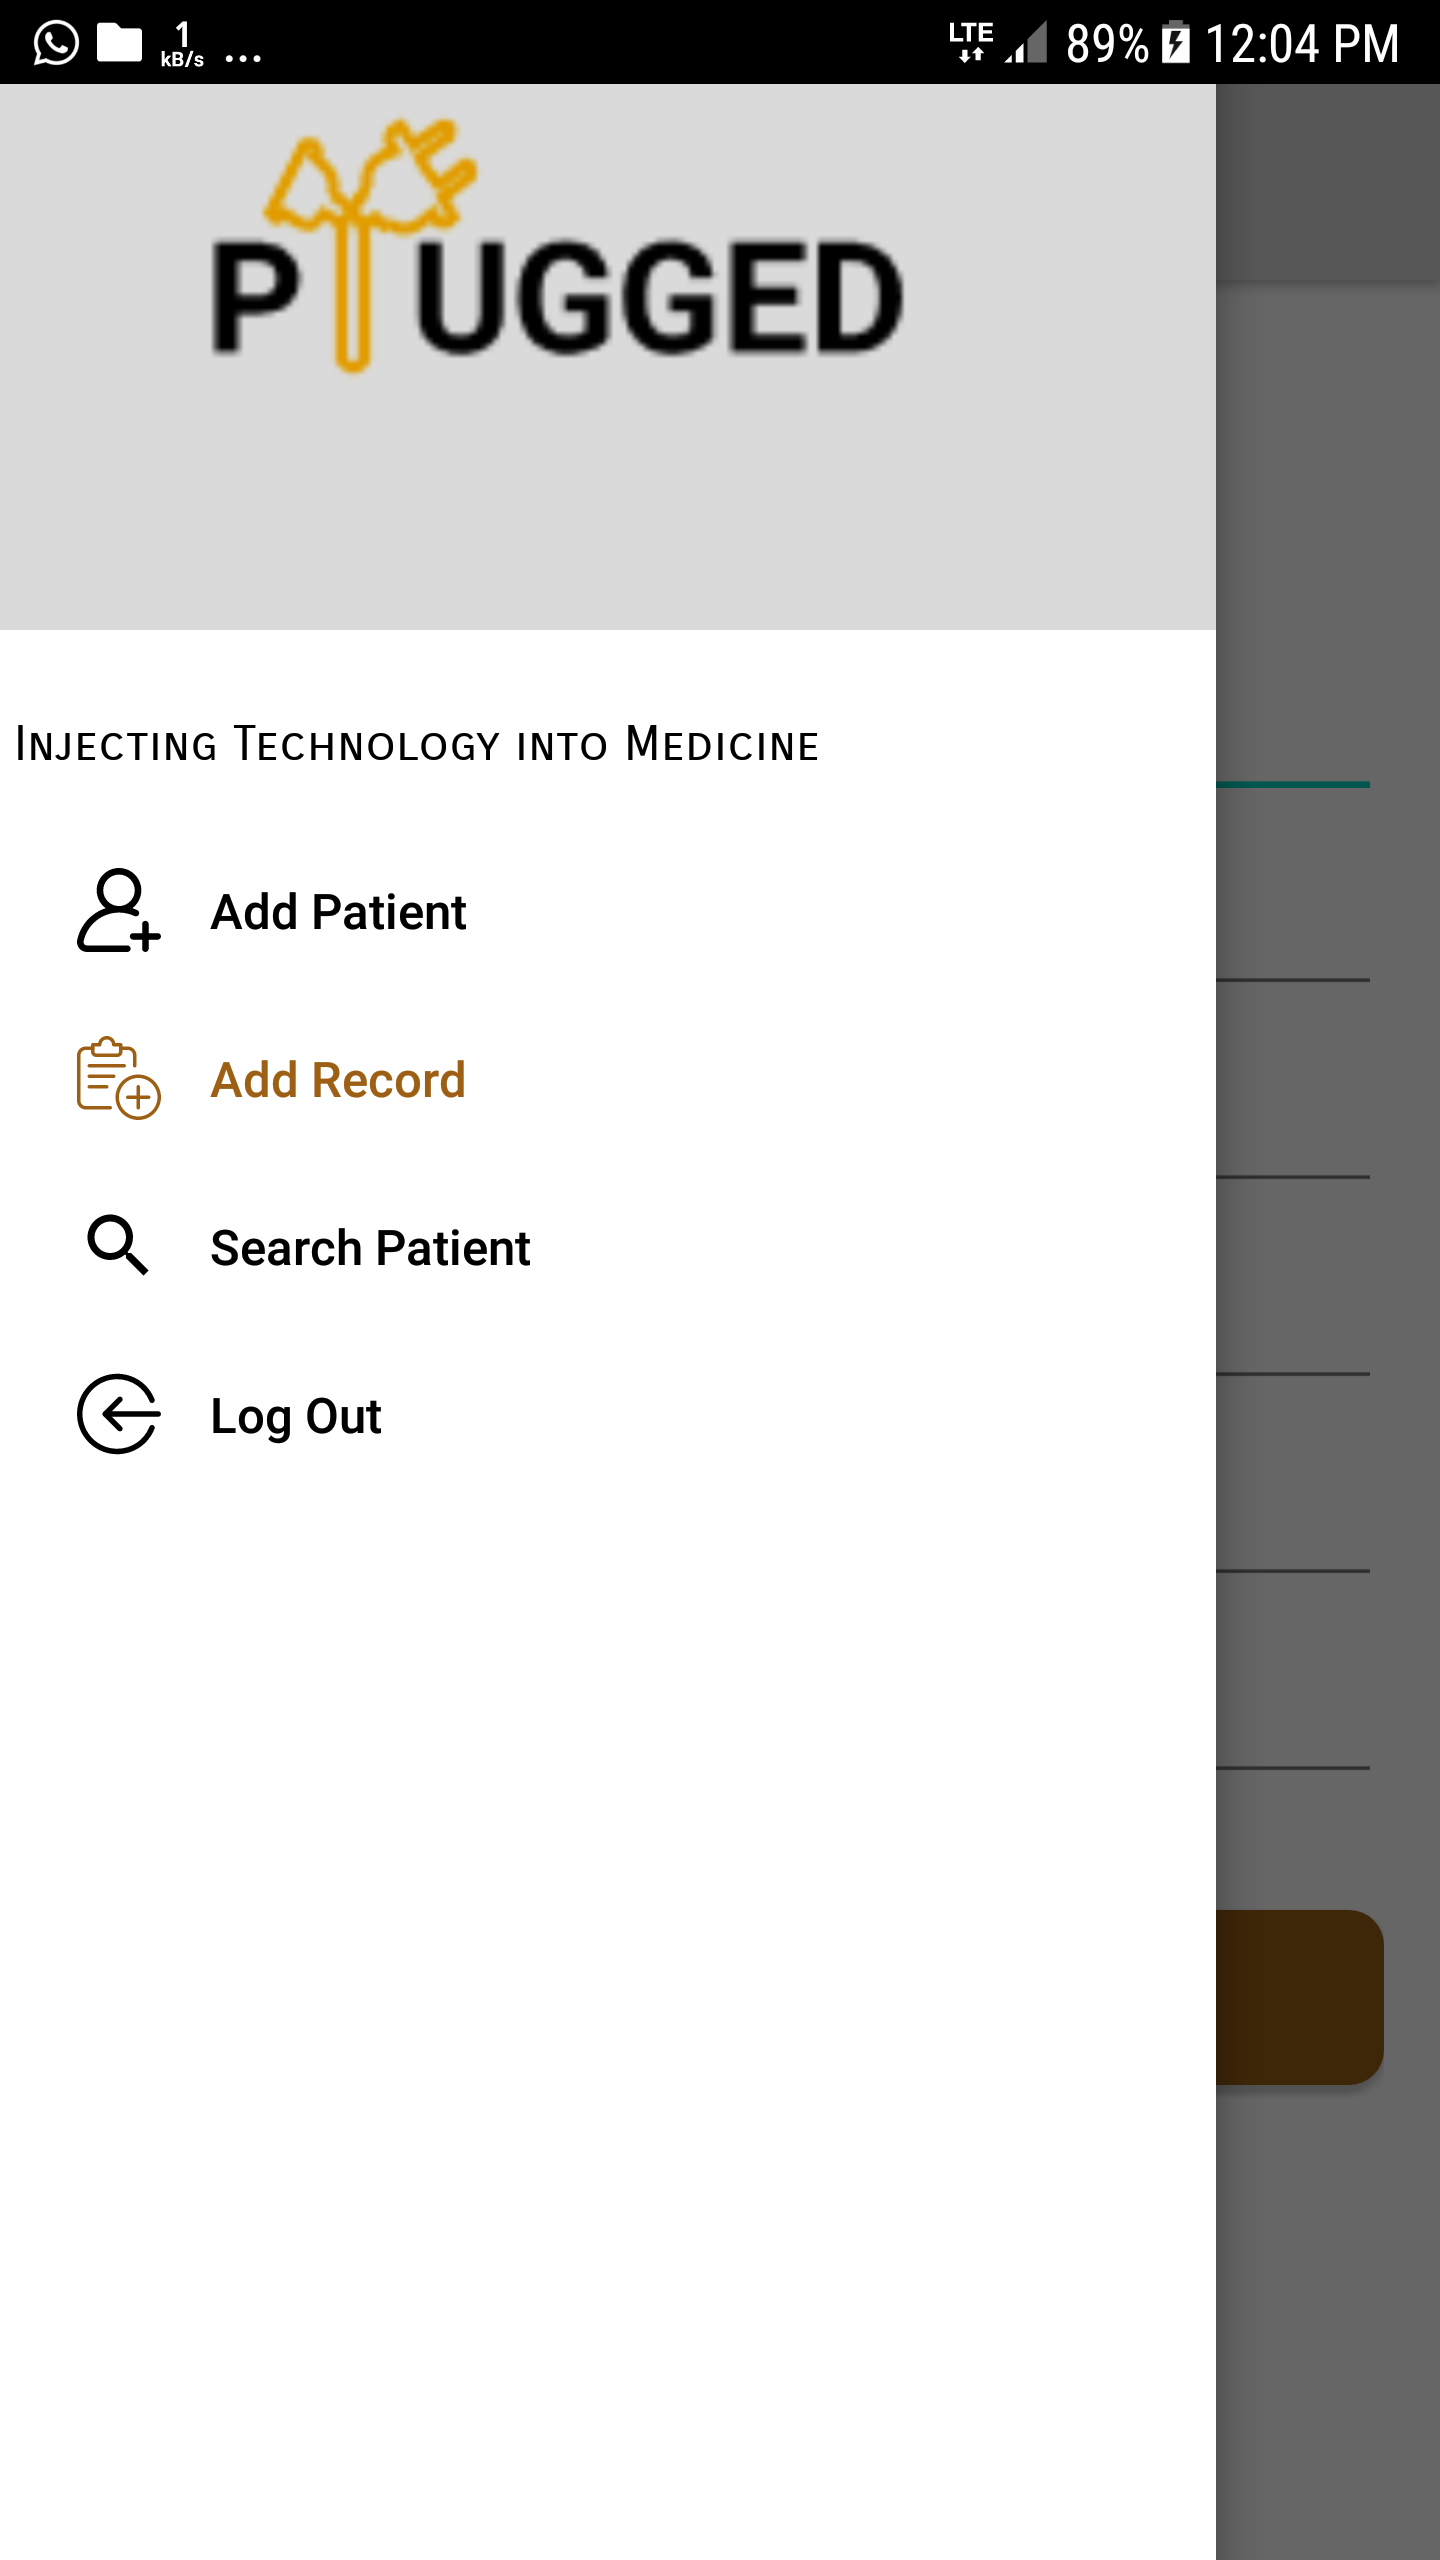 1
kB/s ... LTE 89% 12:04 PM
PLUGGED
Injecting Technology into Medicine
Add Patient
Add Record
Search Patient
Log Out